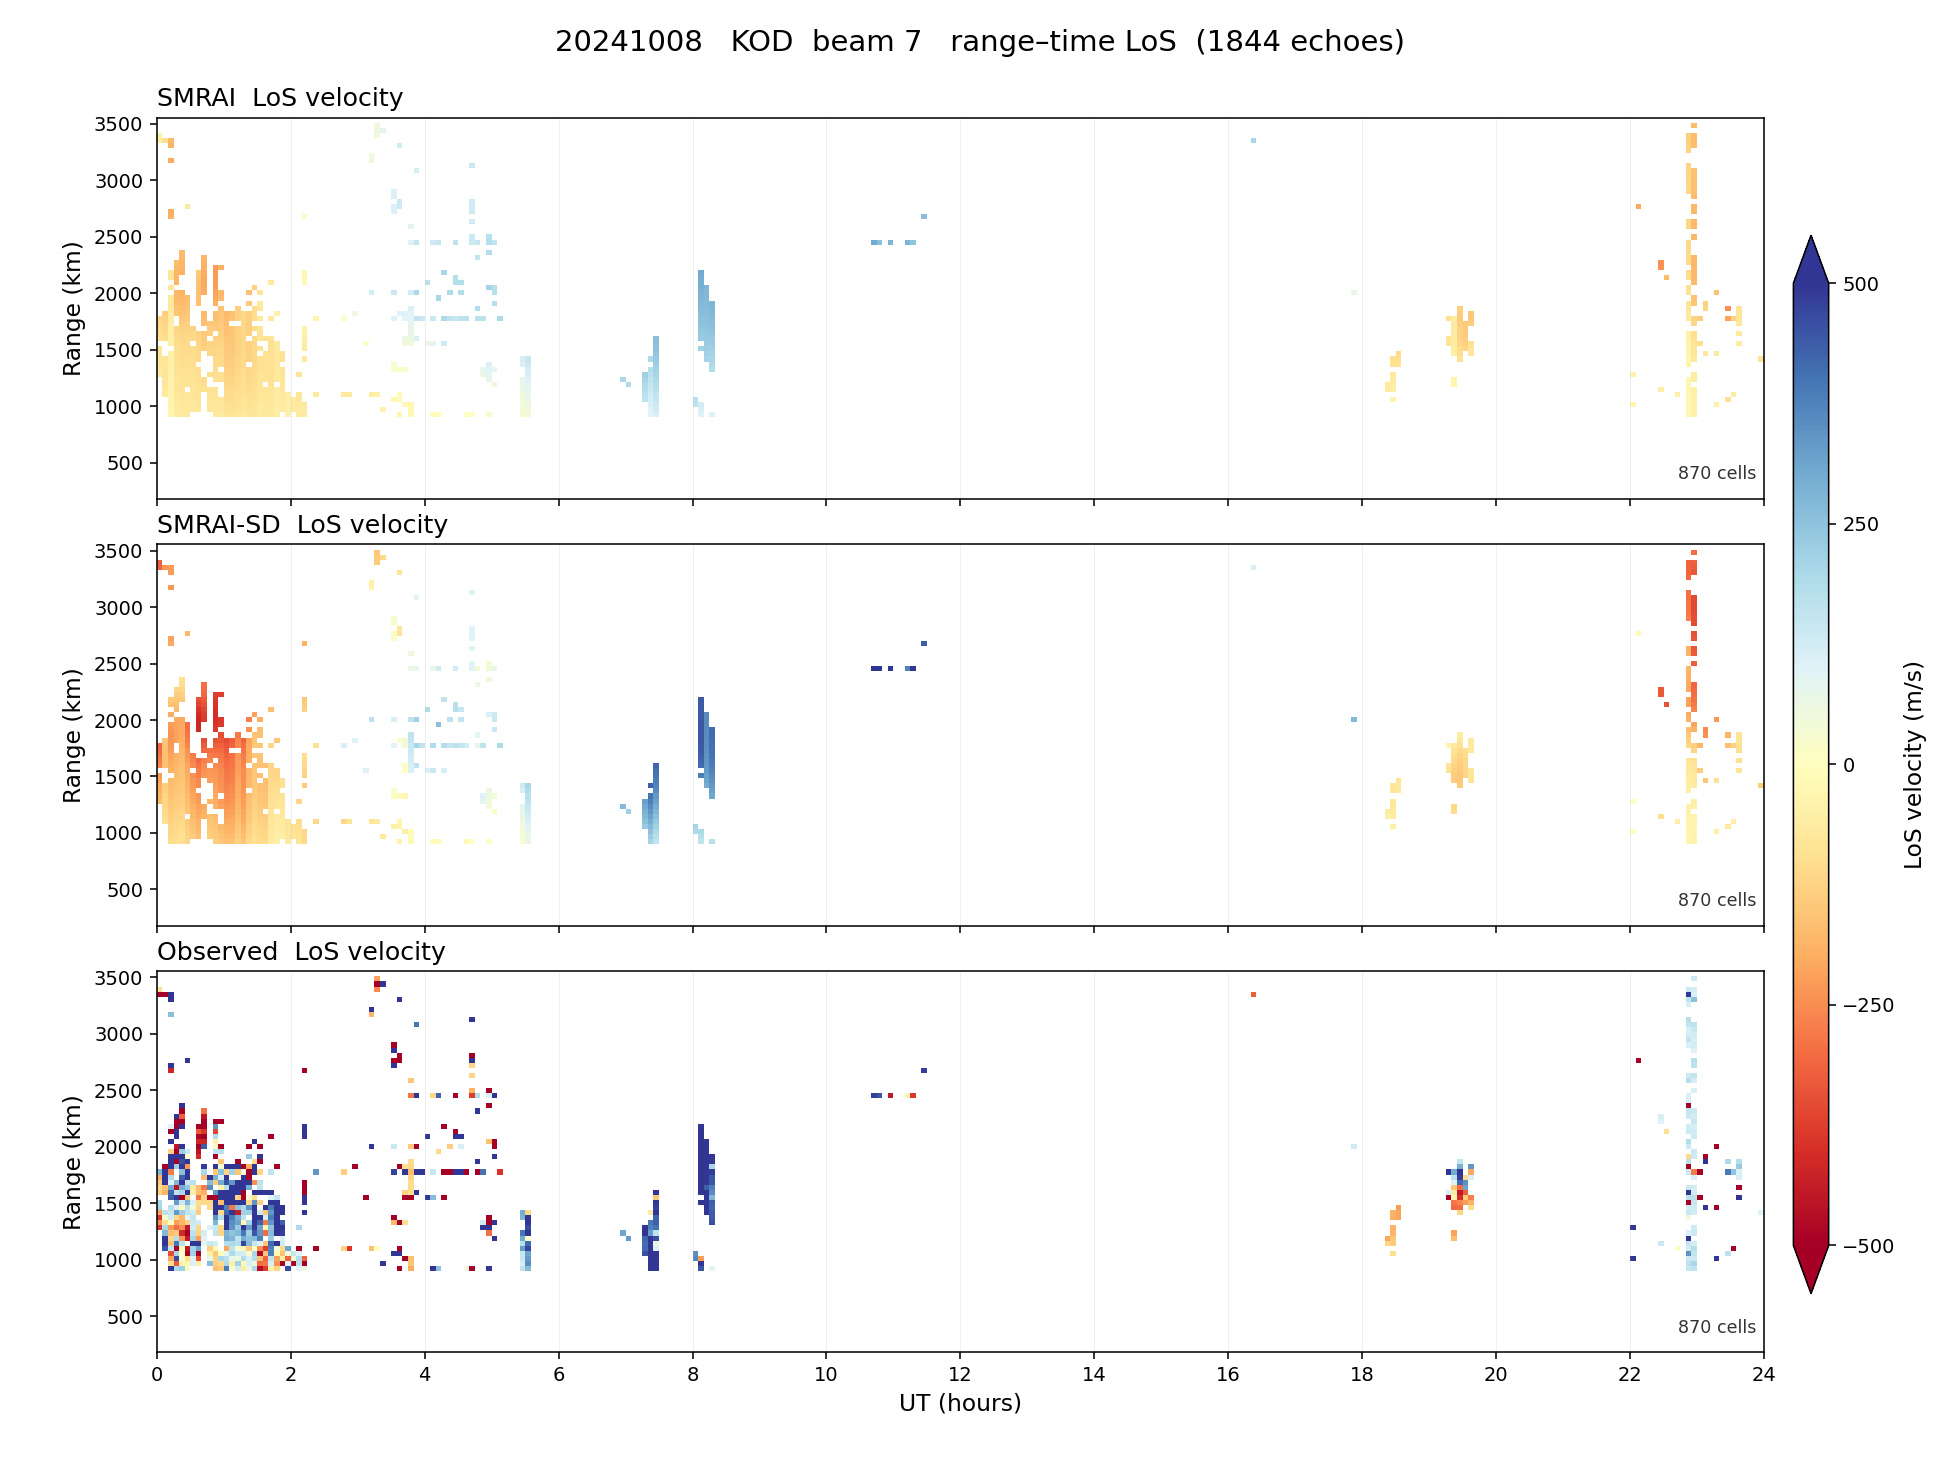 20241008   KOD  beam 7   range–time LoS  (1844 echoes)
SMRAI  LoS velocity
3500
3000
2500
2000
1500
1000
500
Range (km)
870 cells
SMRAI-SD  LoS velocity
3500
3000
2500
2000
1500
1000
500
Range (km)
870 cells
Observed  LoS velocity
3500
3000
2500
2000
1500
1000
500
Range (km)
870 cells
0 2 4 6 8 10 12 14 16 18 20 22 24
UT (hours)
500
250
0
−250
−500
LoS velocity (m/s)